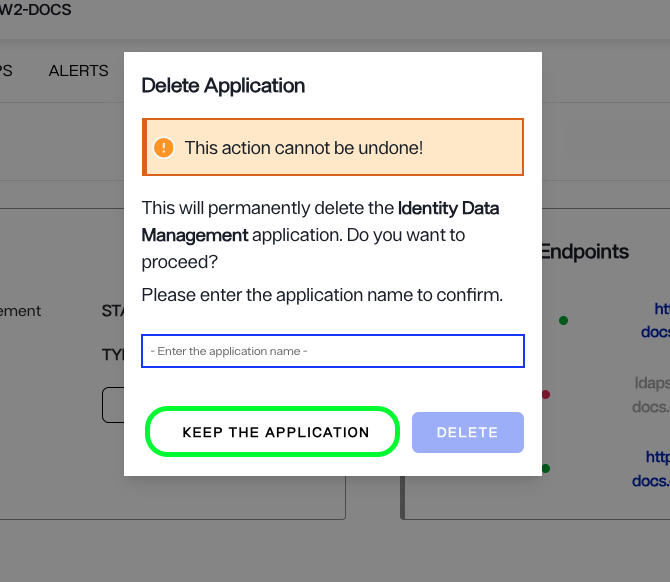 W2-DOCS
PS
ALERTS
Delete Application
This action cannot be undone!
This will permanently delete the Identity Data
Management application. Do you want to
proceed?
Please enter the application name to confirm.
- Enter the application name -
KEEP THE APPLICATION
DELETE
ement
STA
TYP
Endpoints
htt
docs.
ldaps
docs.
http
docs.